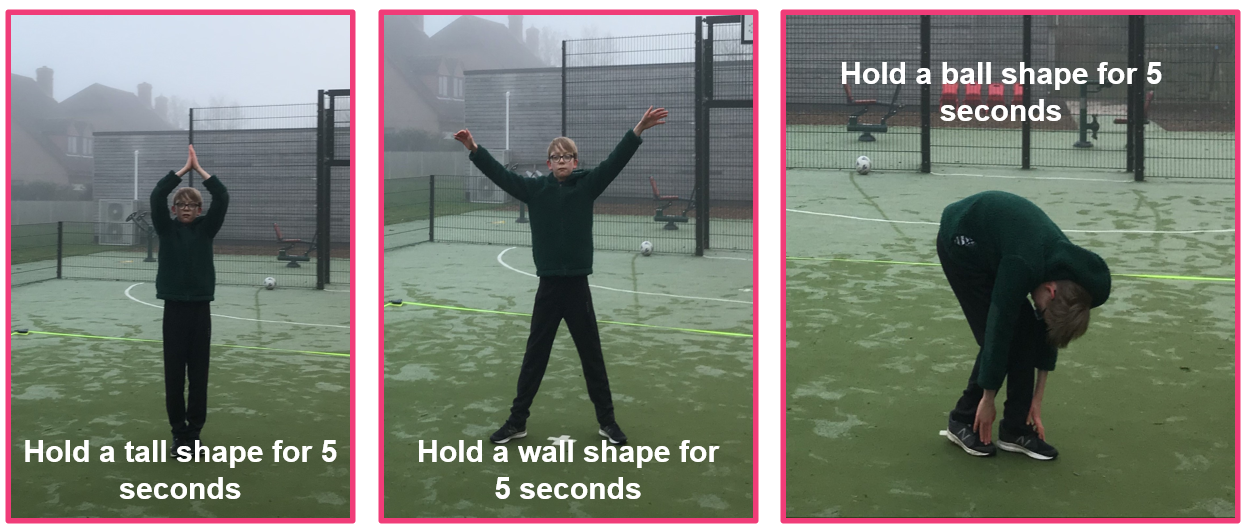 Hold a tall shape for 5
seconds
Hold a wall shape for
5 seconds
Hold a ball shape for 5
seconds